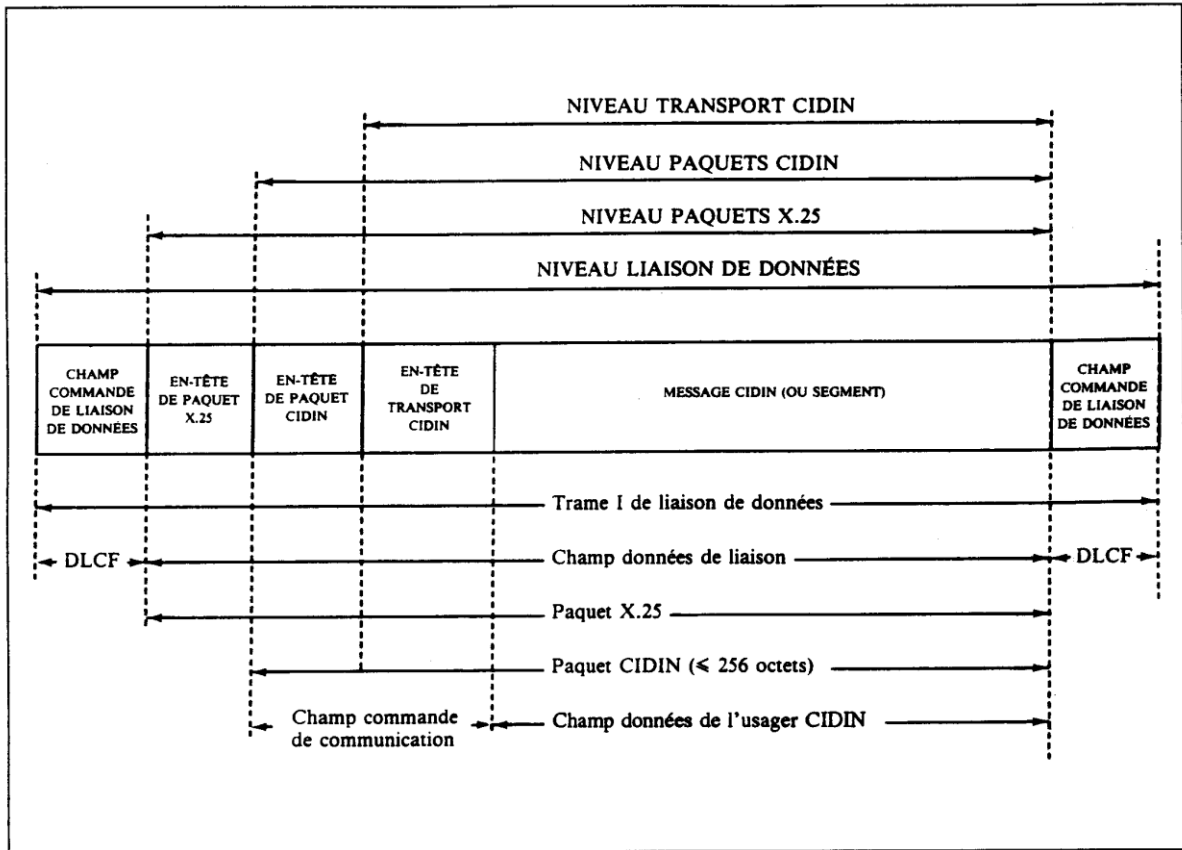 NIVEAU TRANSPORT CIDIN
NIVEAU PAQUETS CIDIN
NIVEAU PAQUETS X.25
NIVEAU LIAISON DE DONNÉES
CHAMP
COMMANDE
DE LIAISON
DE DONNÉES
EN-TÊTE
DE PAQUET
X.25
EN-TÊTE
DE PAQUET
CIDIN
EN-TÊTE
DE
TRANSPORT
CIDIN
MESSAGE CIDIN (OU SEGMENT)
CHAMP
COMMANDE
DE LIAISON
DE DONNÉES
Trame I de liaison de données
DLCF
Champ données de liaison
DLCF
Paquet X.25
Paquet CIDIN (⩽ 256 octets)
Champ commande
de communication
Champ données de l'usager CIDIN